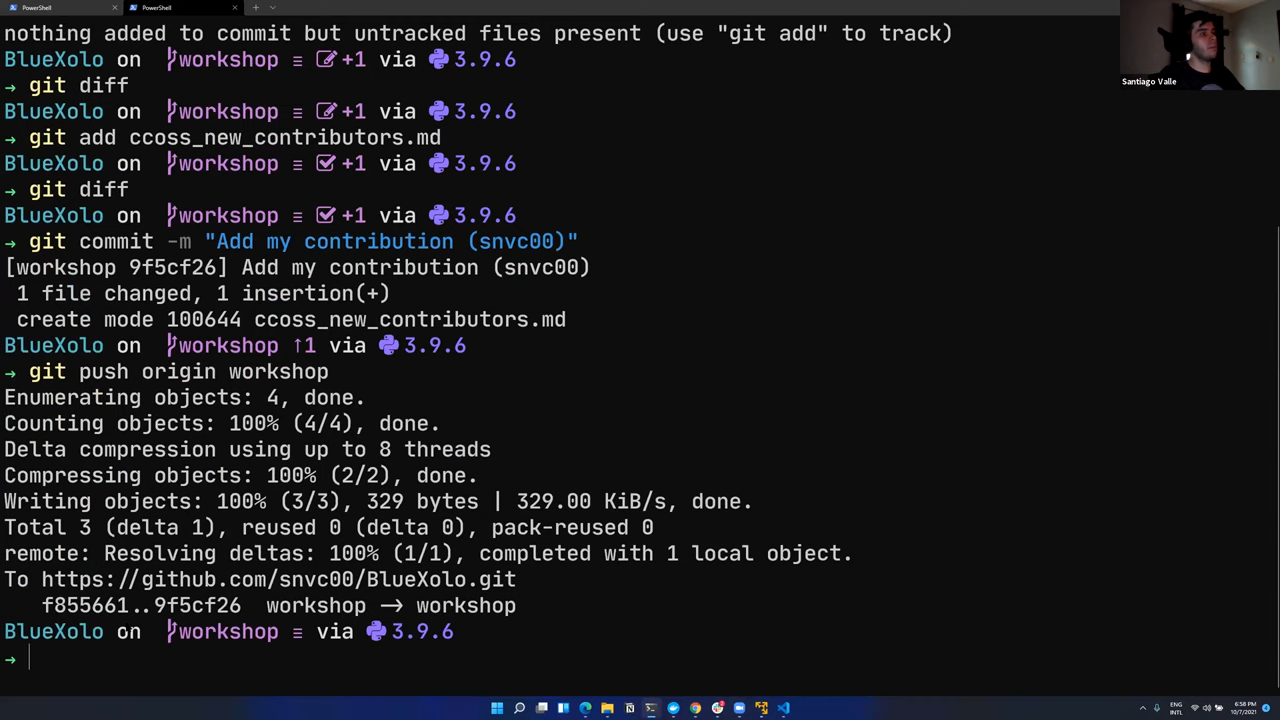 PowerShell
PowerShell
nothing added to commit but untracked files present (use "git add" to track)
BlueXolo on workshop ≡ +1 via 3.9.6
→ git diff
BlueXolo on workshop ≡ +1 via 3.9.6
→ git add ccoss_new_contributors.md
BlueXolo on workshop ≡ +1 via 3.9.6
→ git diff
BlueXolo on workshop ≡ +1 via 3.9.6
→ git commit -m "Add my contribution (snvc00)"
[workshop 9f5cf26] Add my contribution (snvc00)
1 file changed, 1 insertion(+)
create mode 100644 ccoss_new_contributors.md
BlueXolo on workshop ↑1 via 3.9.6
→ git push origin workshop
Enumerating objects: 4, done.
Counting objects: 100% (4/4), done.
Delta compression using up to 8 threads
Compressing objects: 100% (2/2), done.
Writing objects: 100% (3/3), 329 bytes | 329.00 KiB/s, done.
Total 3 (delta 1), reused 0 (delta 0), pack-reused 0
remote: Resolving deltas: 100% (1/1), completed with 1 local object.
To https://github.com/snvc00/BlueXolo.git
f855661..9f5cf26 workshop → workshop
BlueXolo on workshop ≡ via 3.9.6
→
Santiago Valle
ENG
INTL
6:58 PM
10/7/2021